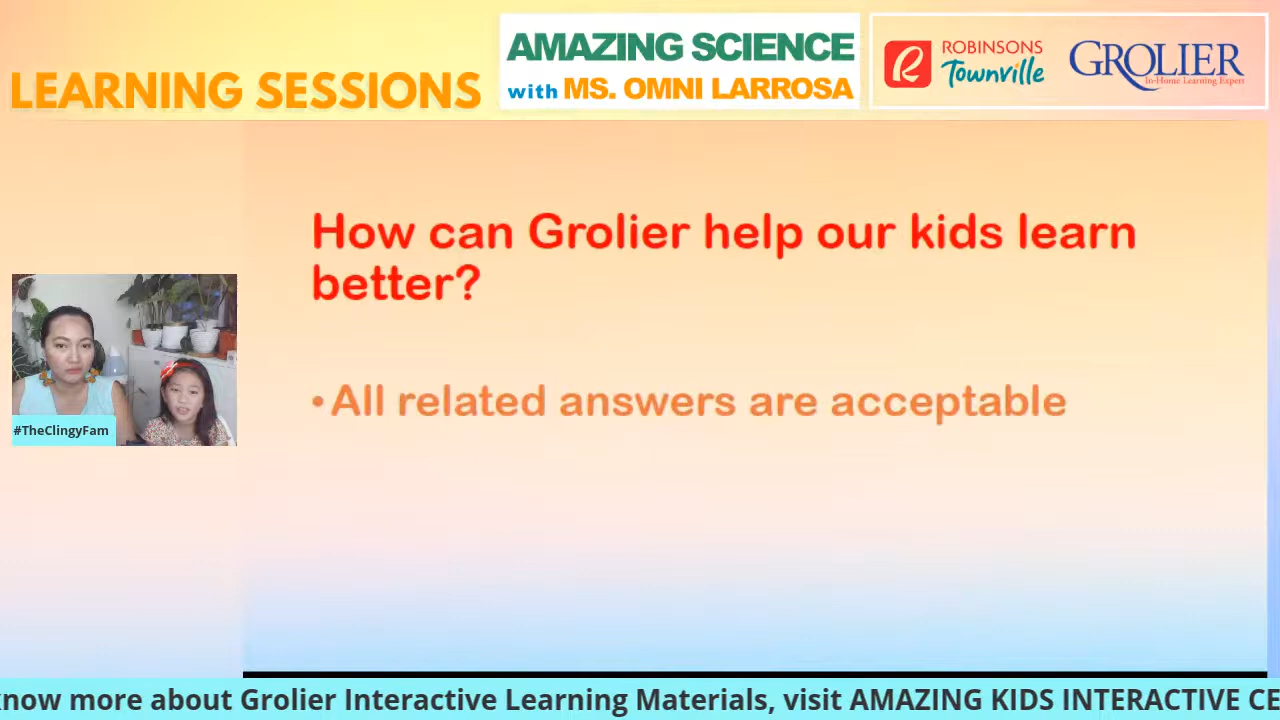 LEARNING SESSIONS
AMAZING SCIENCE
with MS. OMNI LARROSA
R ROBINSONS
Townville
GROLIER
In-Home Learning Expert
How can Grolier help our kids learn
better?
• All related answers are acceptable
#TheClingyFam
know more about Grolier Interactive Learning Materials, visit AMAZING KIDS INTERACTIVE CE